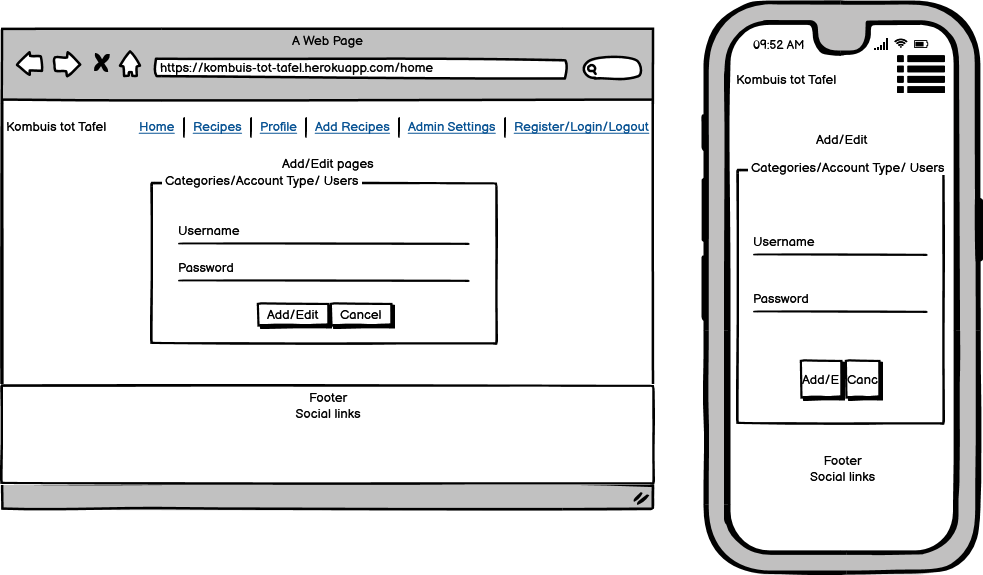 A Web Page
https://kombuis-tot-tafel.herokuapp.com/home
Kombuis tot Tafel
Home | Recipes | Profile | Add Recipes | Admin Settings | Register/Login/Logout
Add/Edit pages
Categories/Account Type/ Users
Username
Password
Add/Edit Cancel
Footer
Social links
09:52 AM
Kombuis tot Tafel
Add/Edit
Categories/Account Type/ Users
Username
Password
Add/E Canc
Footer
Social links